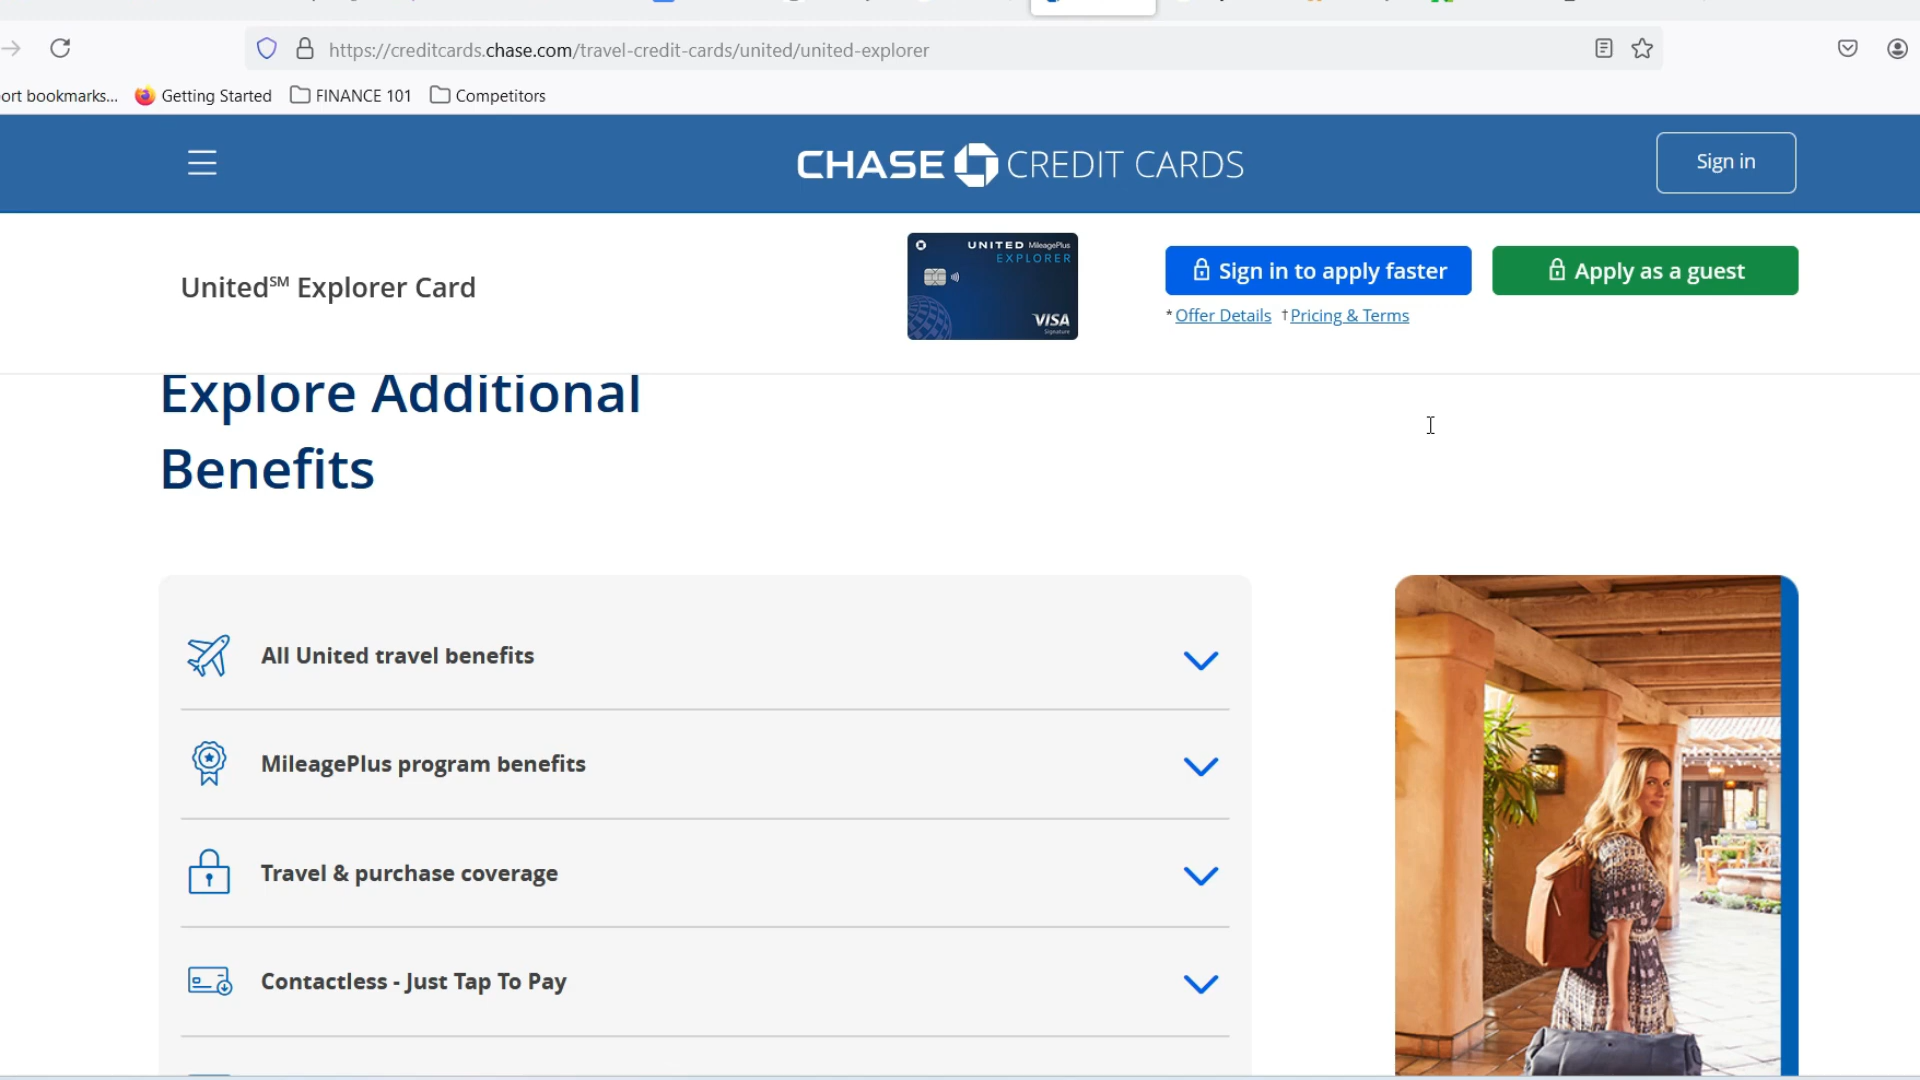 https://creditcards.chase.com/travel-credit-cards/united/united-explorer
ort bookmarks... Getting Started FINANCE 101 Competitors
CHASE CREDIT CARDS
Sign in
United℠ Explorer Card
UNITED MileagePlus
EXPLORER
VISA
Signature
Sign in to apply faster
Apply as a guest
* Offer Details † Pricing & Terms
Explore Additional
Benefits
All United travel benefits
MileagePlus program benefits
Travel & purchase coverage
Contactless - Just Tap To Pay